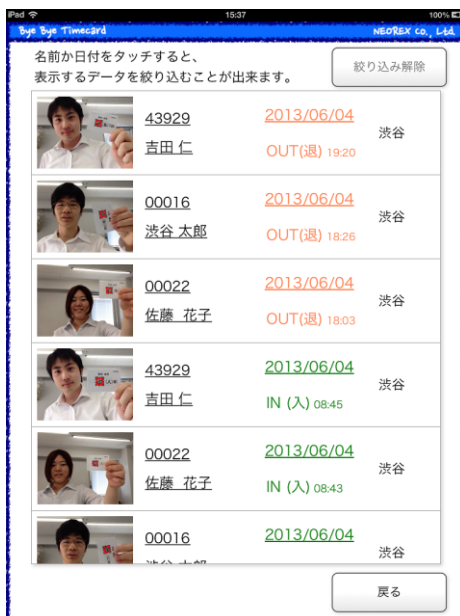 iPad 15:37 100%
Bye Bye Timecard NEOREX CO., Ltd
名前か日付をタッチすると、
表示するデータを絞り込むことが出来ます。
絞り込み解除
43929 2013/06/04
渋谷
吉田 仁 OUT(退) 19:20
00016 2013/06/04
渋谷
渋谷 太郎 OUT(退) 18:26
00022 2013/06/04
渋谷
佐藤 花子 OUT(退) 18:03
43929 2013/06/04
渋谷
吉田 仁 IN (入) 08:45
00022 2013/06/04
渋谷
佐藤 花子 IN (入) 08:43
00016 2013/06/04
渋谷
戻る